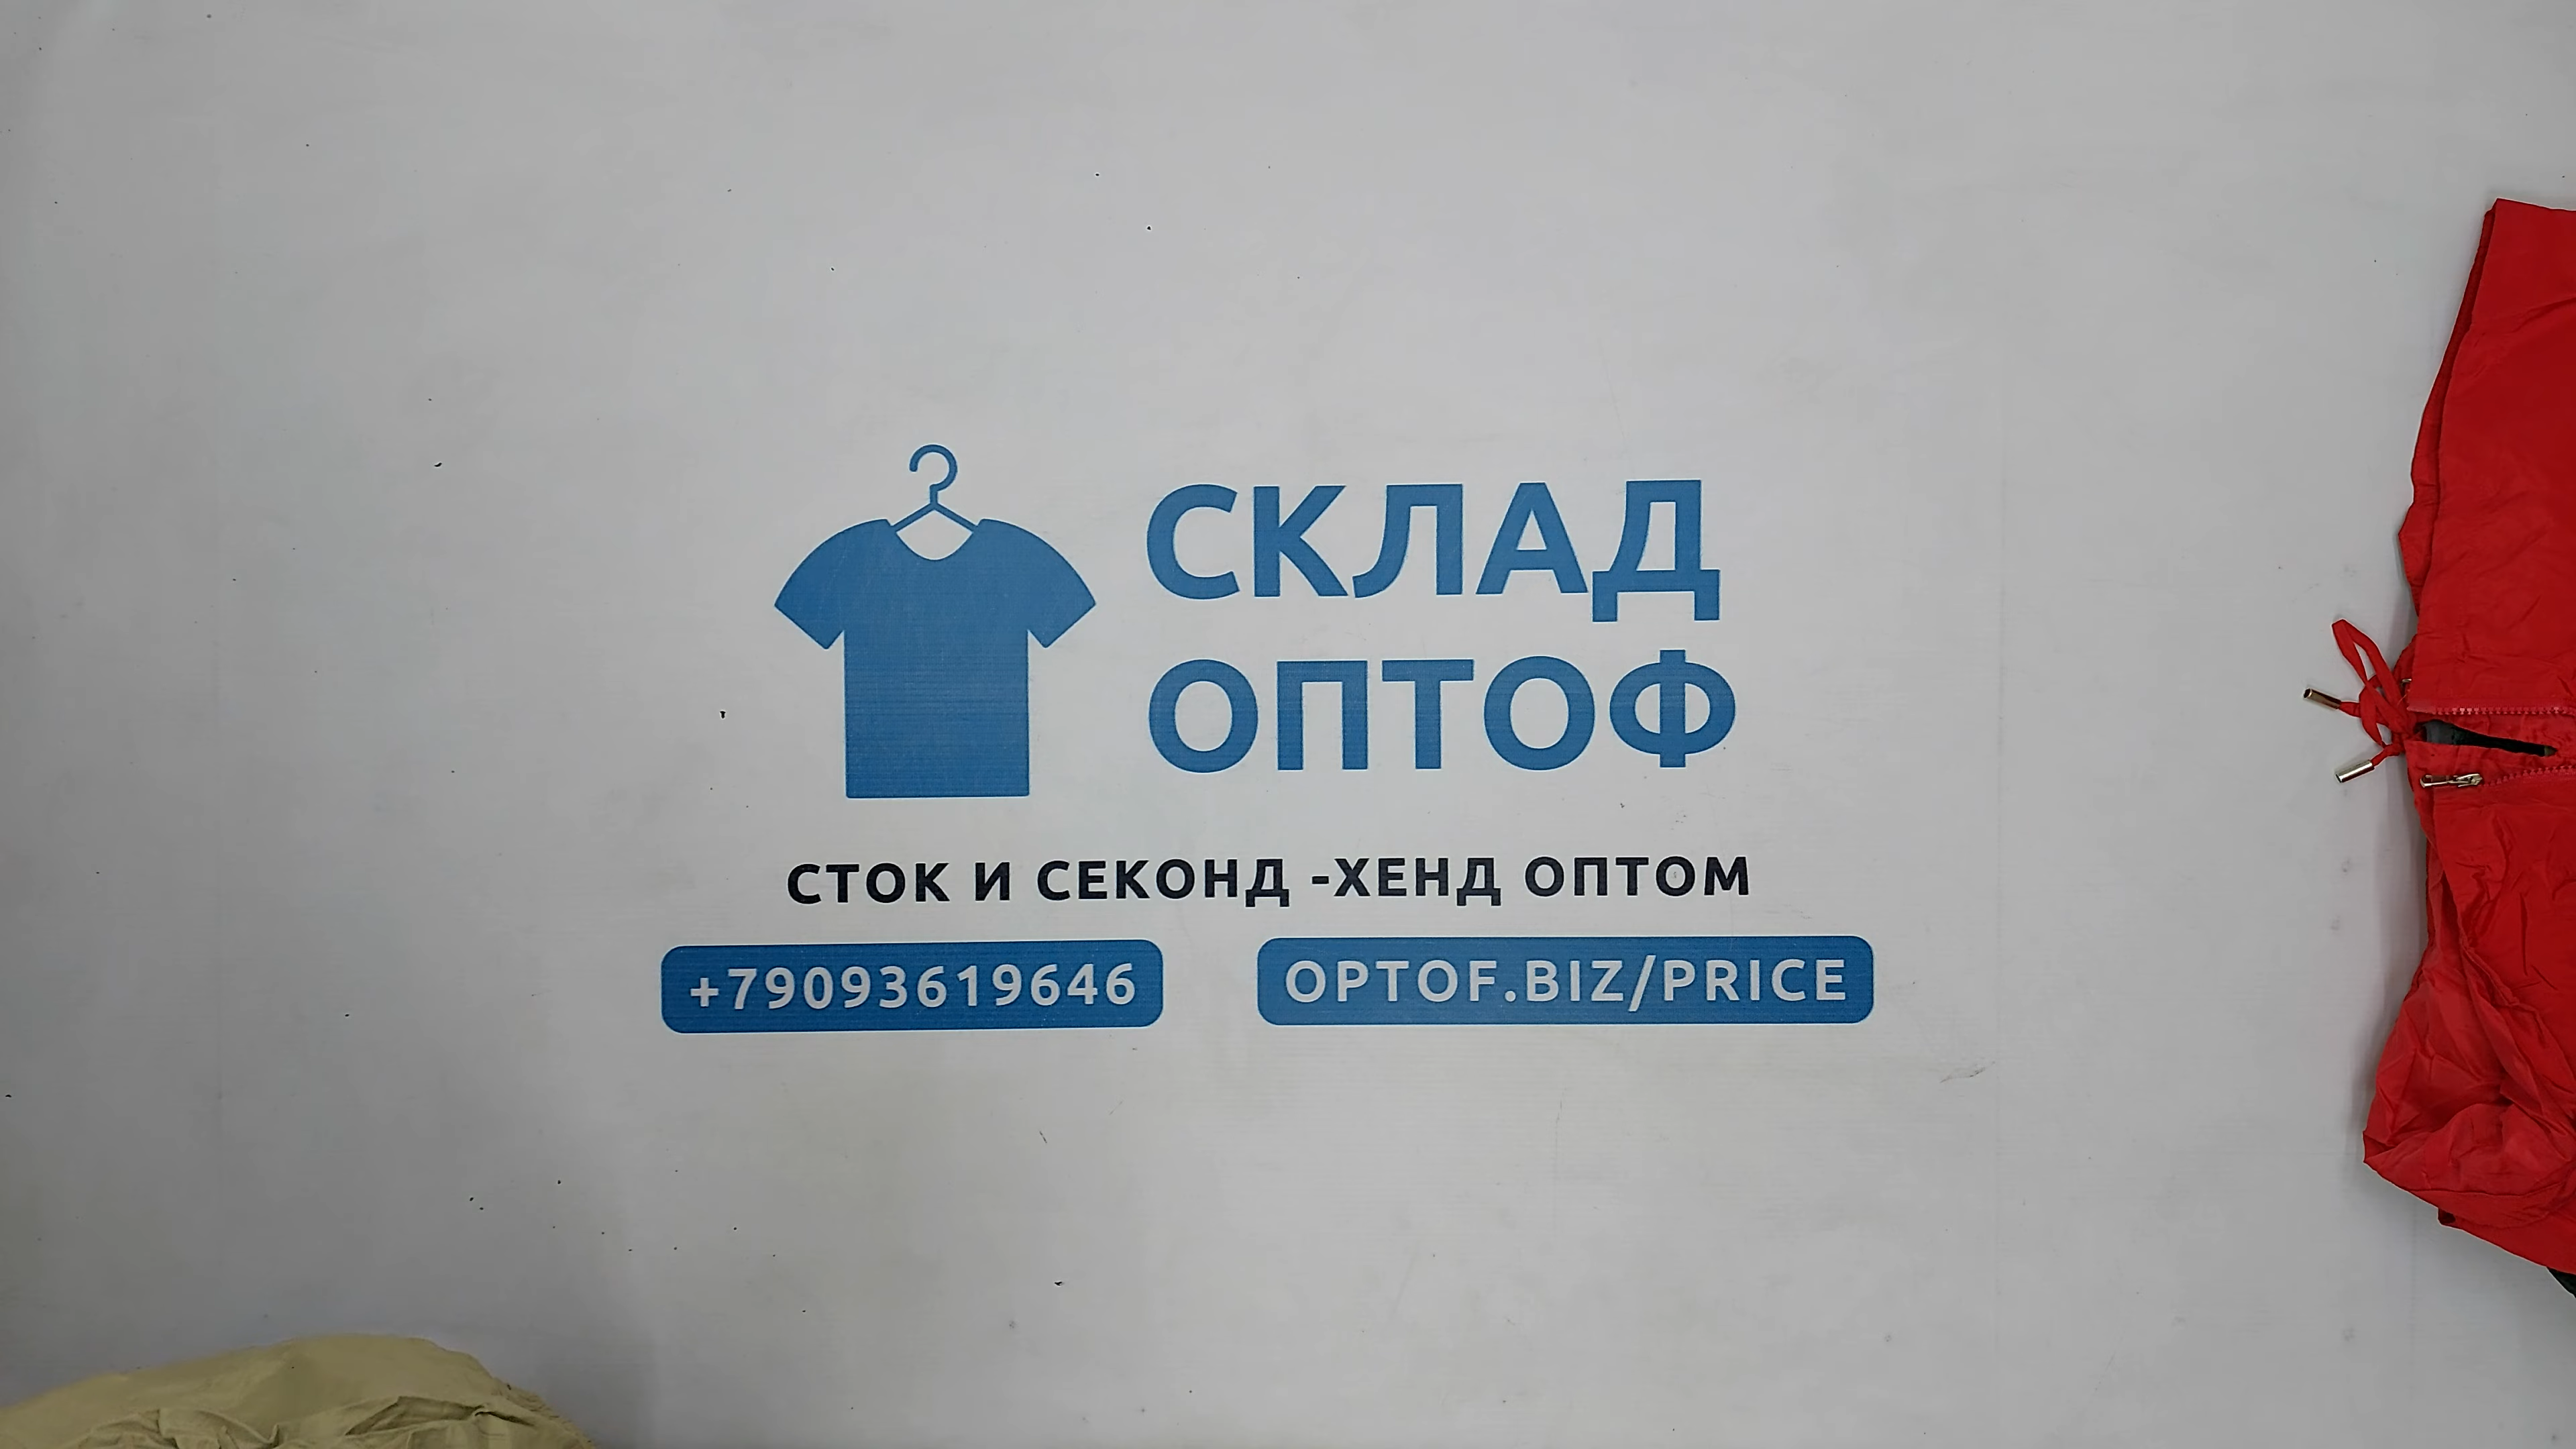 СКЛАД
ОПТОФ
СТОК И СЕКОНД -ХЕНД ОПТОМ
+79093619646
OPTOF.BIZ/PRICE